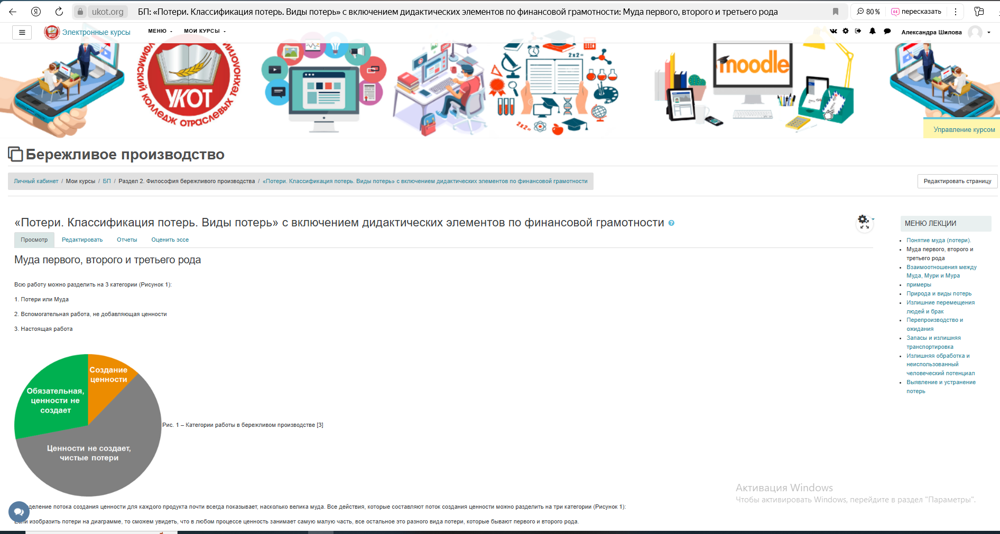 ukot.org
БП: «Потери. Классификация потерь. Виды потерь» с включением дидактических элементов по финансовой грамотности: Муда первого, второго и третьего рода
80 %
пересказать
Электронные курсы
МЕНЮ
МОИ КУРСЫ
Александра Шилова
КОЛЛЕДЖ ОТРАСЛЕВЫХ
УКОТ
2x2=
2x2=
moodle
Управление курсом
Бережливое производство
Личный кабинет / Мои курсы / БП / Раздел 2. Философия бережливого производства / «Потери. Классификация потерь. Виды потерь» с включением дидактических элементов по финансовой грамотности
Редактировать страницу
«Потери. Классификация потерь. Виды потерь» с включением дидактических элементов по финансовой грамотности
Просмотр
Редактировать
Отчеты
Оценить эссе
Муда первого, второго и третьего рода
Всю работу можно разделить на 3 категории (Рисунок 1):
1. Потери или Муда
2. Вспомогательная работа, не добавляющая ценности
3. Настоящая работа
Создание
ценности
Обязательная,
ценности не
создает
Ценности не создает,
чистые потери
Рис. 1 – Категории работы в бережливом производстве [3]
деление потока создания ценности для каждого продукта почти всегда показывает, насколько велика муда. Все действия, которые составляют поток создания ценности можно разделить на три категории (Рисунок 1):
Если изобразить потери на диаграмме, то сможем увидеть, что в любом процессе ценность занимает самую малую часть, все остальное это разного вида потери, которые бывают первого и второго рода.
МЕНЮ ЛЕКЦИИ
Понятие муда (потери).
Муда первого, второго и
третьего рода
Взаимоотношения между
Муда, Мури и Мура
примеры
Природа и виды потерь
Излишние перемещения
людей и брак
Перепроизводство и
ожидания
Запасы и излишняя
транспортировка
Излишняя обработка и
неиспользованный
человеческий потенциал
Выявление и устранение
потерь
Активация Windows
Чтобы активировать Windows, перейдите в раздел "Параметры".